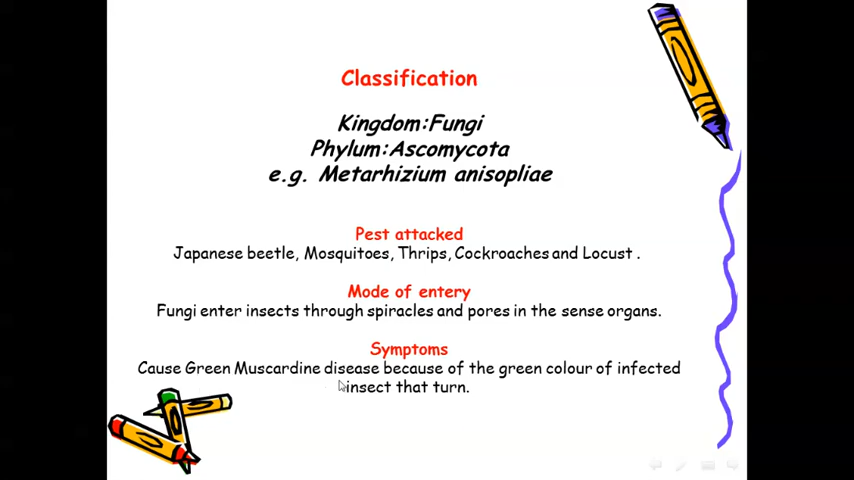 Classification
Kingdom:Fungi
Phylum:Ascomycota
e.g. Metarhizium anisopliae
Pest attacked
Japanese beetle, Mosquitoes, Thrips, Cockroaches and Locust .
Mode of entery
Fungi enter insects through spiracles and pores in the sense organs.
Symptoms
Cause Green Muscardine disease because of the green colour of infected
insect that turn.